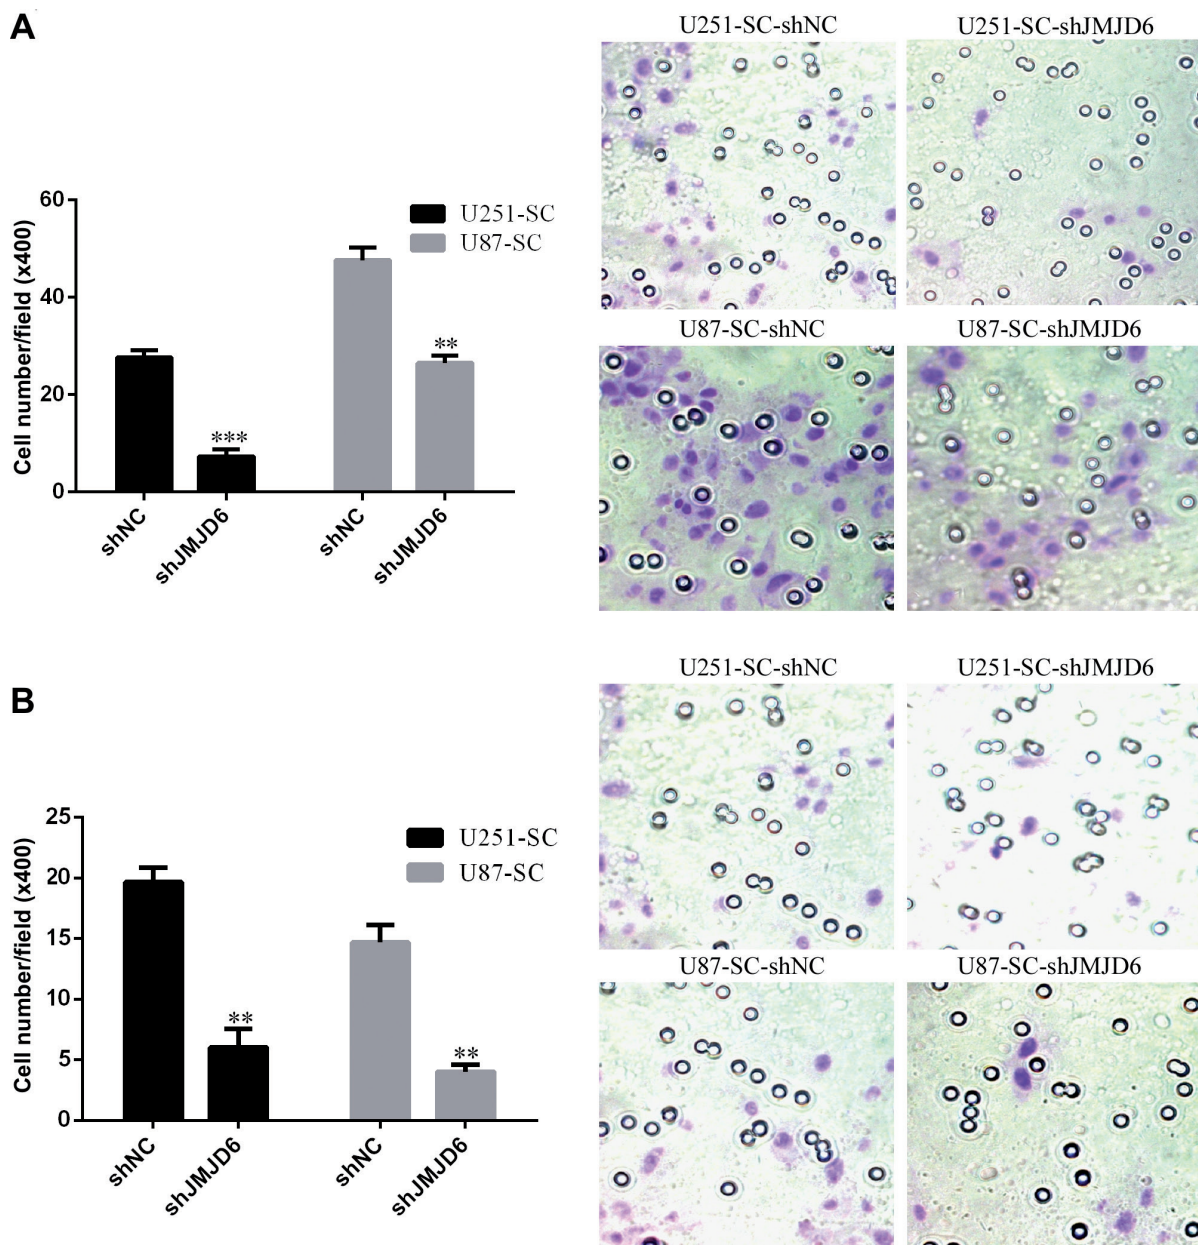 A
U251-SC-shNC
U251-SC-shJMJD6
60
40
20
0
Cell number/field (x400)
U251-SC
U87-SC
***
**
shNC
shJMJD6
shNC
shJMJD6
U87-SC-shNC
U87-SC-shJMJD6
B
U251-SC-shNC
U251-SC-shJMJD6
25
20
15
10
5
0
Cell number/field (x400)
U251-SC
U87-SC
**
**
shNC
shJMJD6
shNC
shJMJD6
U87-SC-shNC
U87-SC-shJMJD6